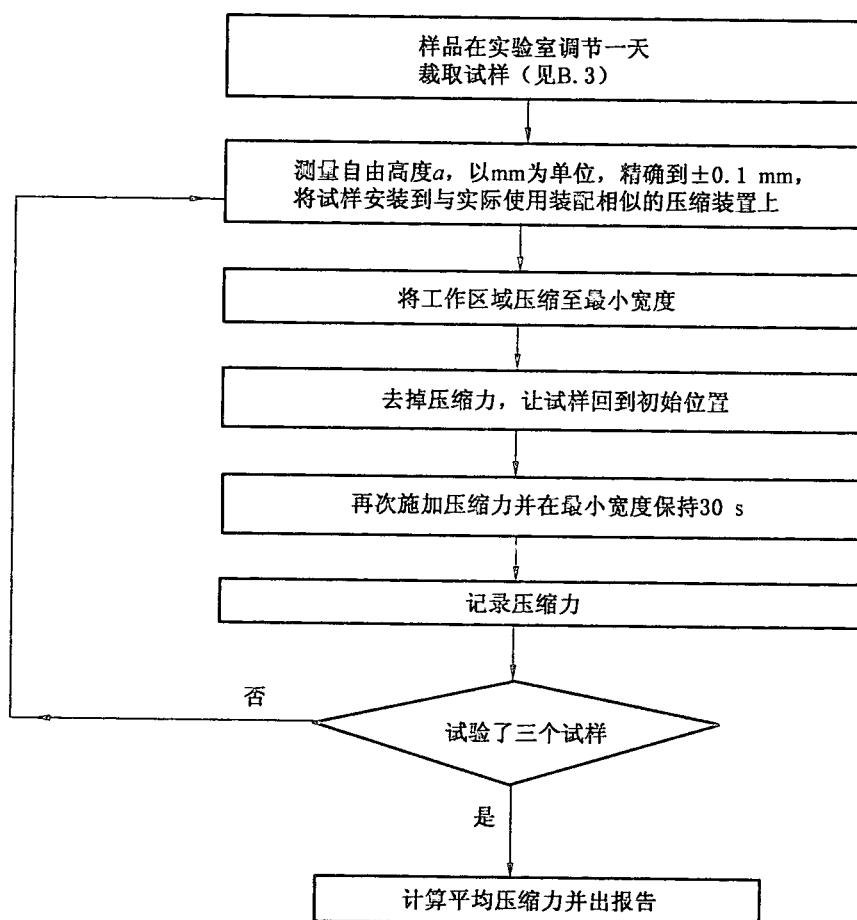 样品在实验室调节一天
裁取试样（见B.3）
测量自由高度a，以mm为单位，精确到±0.1 mm，
将试样安装到与实际使用装配相似的压缩装置上
将工作区域压缩至最小宽度
去掉压缩力，让试样回到初始位置
再次施加压缩力并在最小宽度保持30 s
记录压缩力
否
试验了三个试样
是
计算平均压缩力并出报告